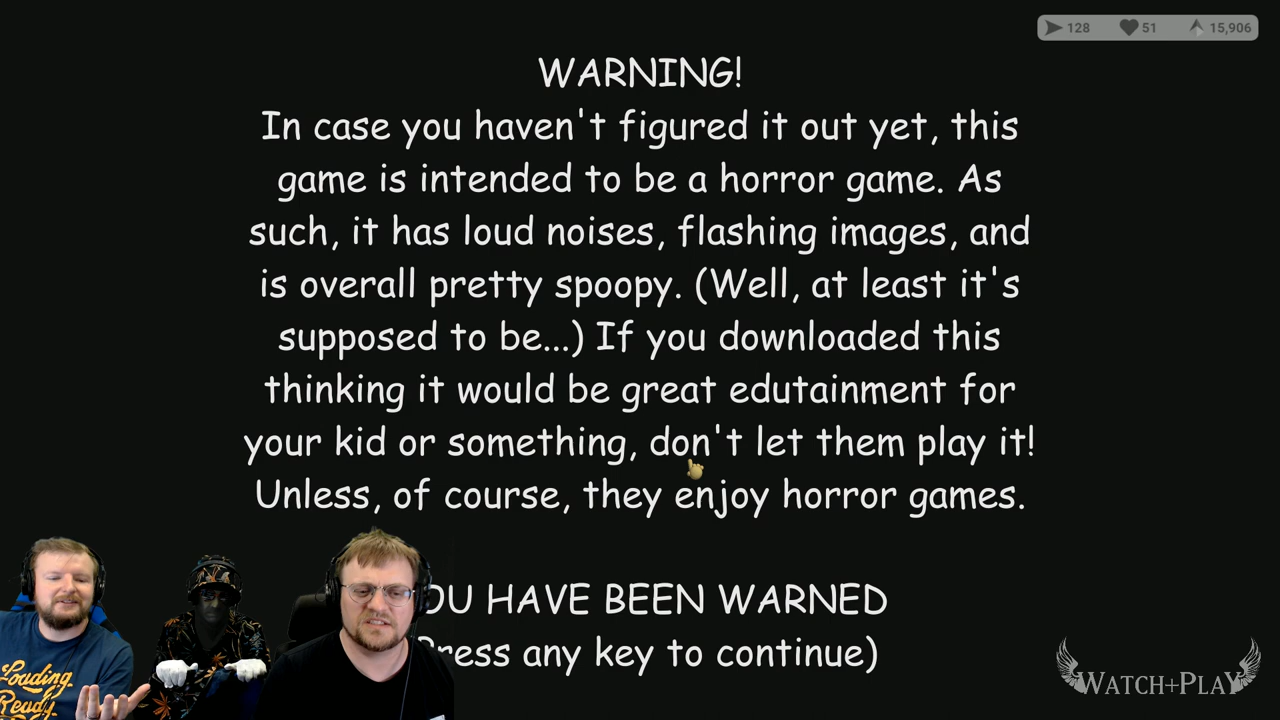 128 51 15,906
WARNING!
In case you haven't figured it out yet, this
game is intended to be a horror game. As
such, it has loud noises, flashing images, and
is overall pretty spoopy. (Well, at least it's
supposed to be...) If you downloaded this
thinking it would be great edutainment for
your kid or something, don't let them play it!
Unless, of course, they enjoy horror games.
OU HAVE BEEN WARNED
Press any key to continue)
Loading
Ready
WATCH+PLAY